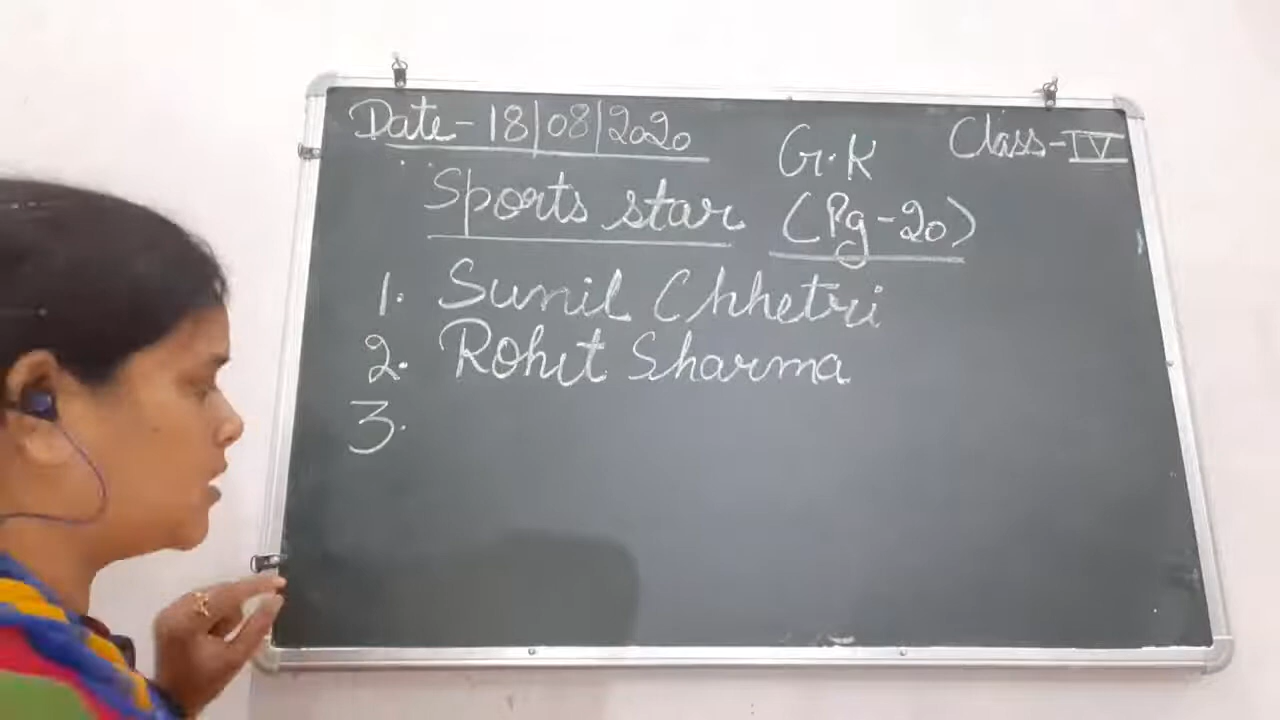 Date- 18|08|2020
G.K
Class-IV
Sports star (Pg-20)
1. Sunil Chhetri
2. Rohit Sharma
3.